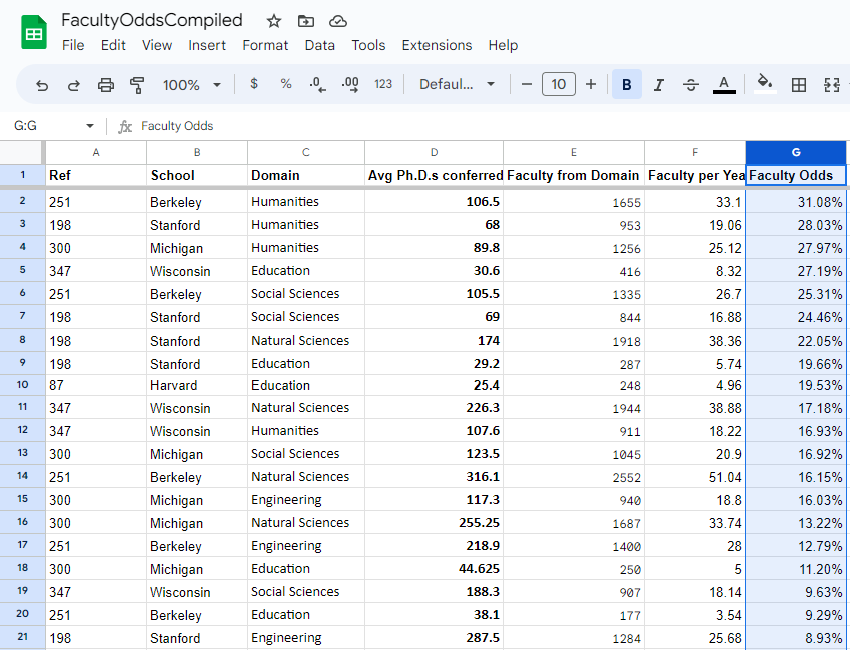 FacultyOddsCompiled
File Edit View Insert Format Data Tools Extensions Help
100% $ % .0 .00 123 Defaul... 10 B I S A
G:G fx Faculty Odds
A B C D E F G
1 Ref School Domain Avg Ph.D.s conferred Faculty from Domain Faculty per Yea Faculty Odds
2 251 Berkeley Humanities 106.5 1655 33.1 31.08%
3 198 Stanford Humanities 68 953 19.06 28.03%
4 300 Michigan Humanities 89.8 1256 25.12 27.97%
5 347 Wisconsin Education 30.6 416 8.32 27.19%
6 251 Berkeley Social Sciences 105.5 1335 26.7 25.31%
7 198 Stanford Social Sciences 69 844 16.88 24.46%
8 198 Stanford Natural Sciences 174 1918 38.36 22.05%
9 198 Stanford Education 29.2 287 5.74 19.66%
10 87 Harvard Education 25.4 248 4.96 19.53%
11 347 Wisconsin Natural Sciences 226.3 1944 38.88 17.18%
12 347 Wisconsin Humanities 107.6 911 18.22 16.93%
13 300 Michigan Social Sciences 123.5 1045 20.9 16.92%
14 251 Berkeley Natural Sciences 316.1 2552 51.04 16.15%
15 300 Michigan Engineering 117.3 940 18.8 16.03%
16 300 Michigan Natural Sciences 255.25 1687 33.74 13.22%
17 251 Berkeley Engineering 218.9 1400 28 12.79%
18 300 Michigan Education 44.625 250 5 11.20%
19 347 Wisconsin Social Sciences 188.3 907 18.14 9.63%
20 251 Berkeley Education 38.1 177 3.54 9.29%
21 198 Stanford Engineering 287.5 1284 25.68 8.93%